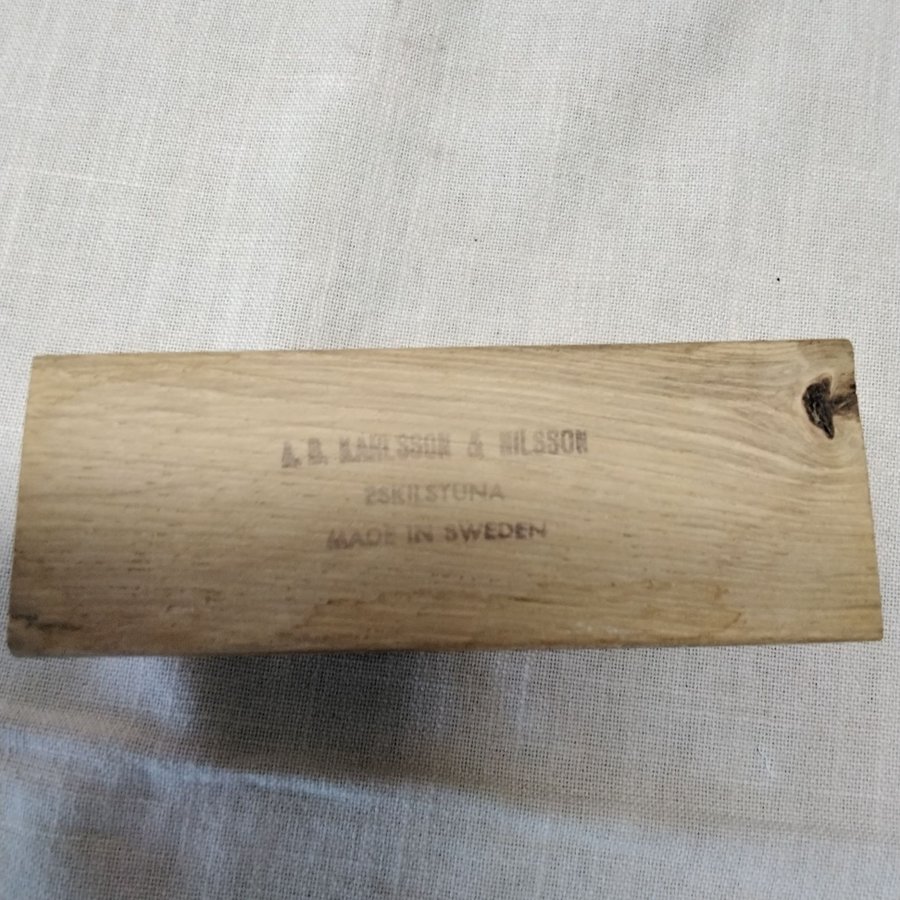 A. B. KARLSSON & NILSSON
ESKILSTUNA
MADE IN SWEDEN